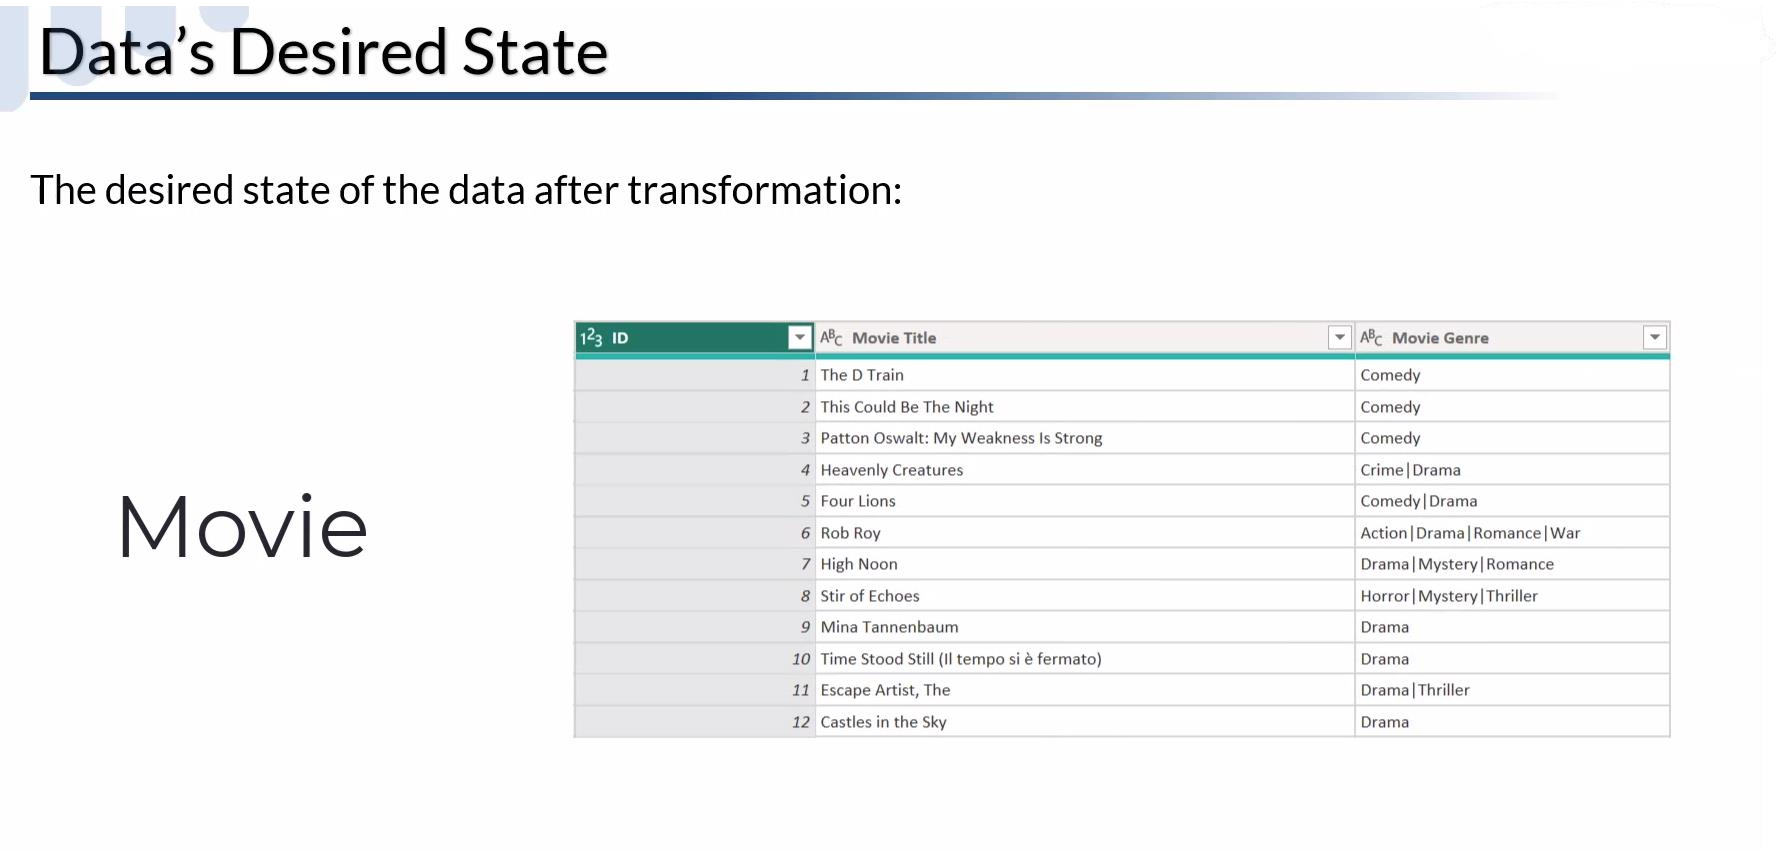 Data’s Desired State
The desired state of the data after transformation:
Movie
123 ID ABC Movie Title ABC Movie Genre
1 The D Train Comedy
2 This Could Be The Night Comedy
3 Patton Oswalt: My Weakness Is Strong Comedy
4 Heavenly Creatures Crime|Drama
5 Four Lions Comedy|Drama
6 Rob Roy Action|Drama|Romance|War
7 High Noon Drama|Mystery|Romance
8 Stir of Echoes Horror|Mystery|Thriller
9 Mina Tannenbaum Drama
10 Time Stood Still (Il tempo si è fermato) Drama
11 Escape Artist, The Drama|Thriller
12 Castles in the Sky Drama